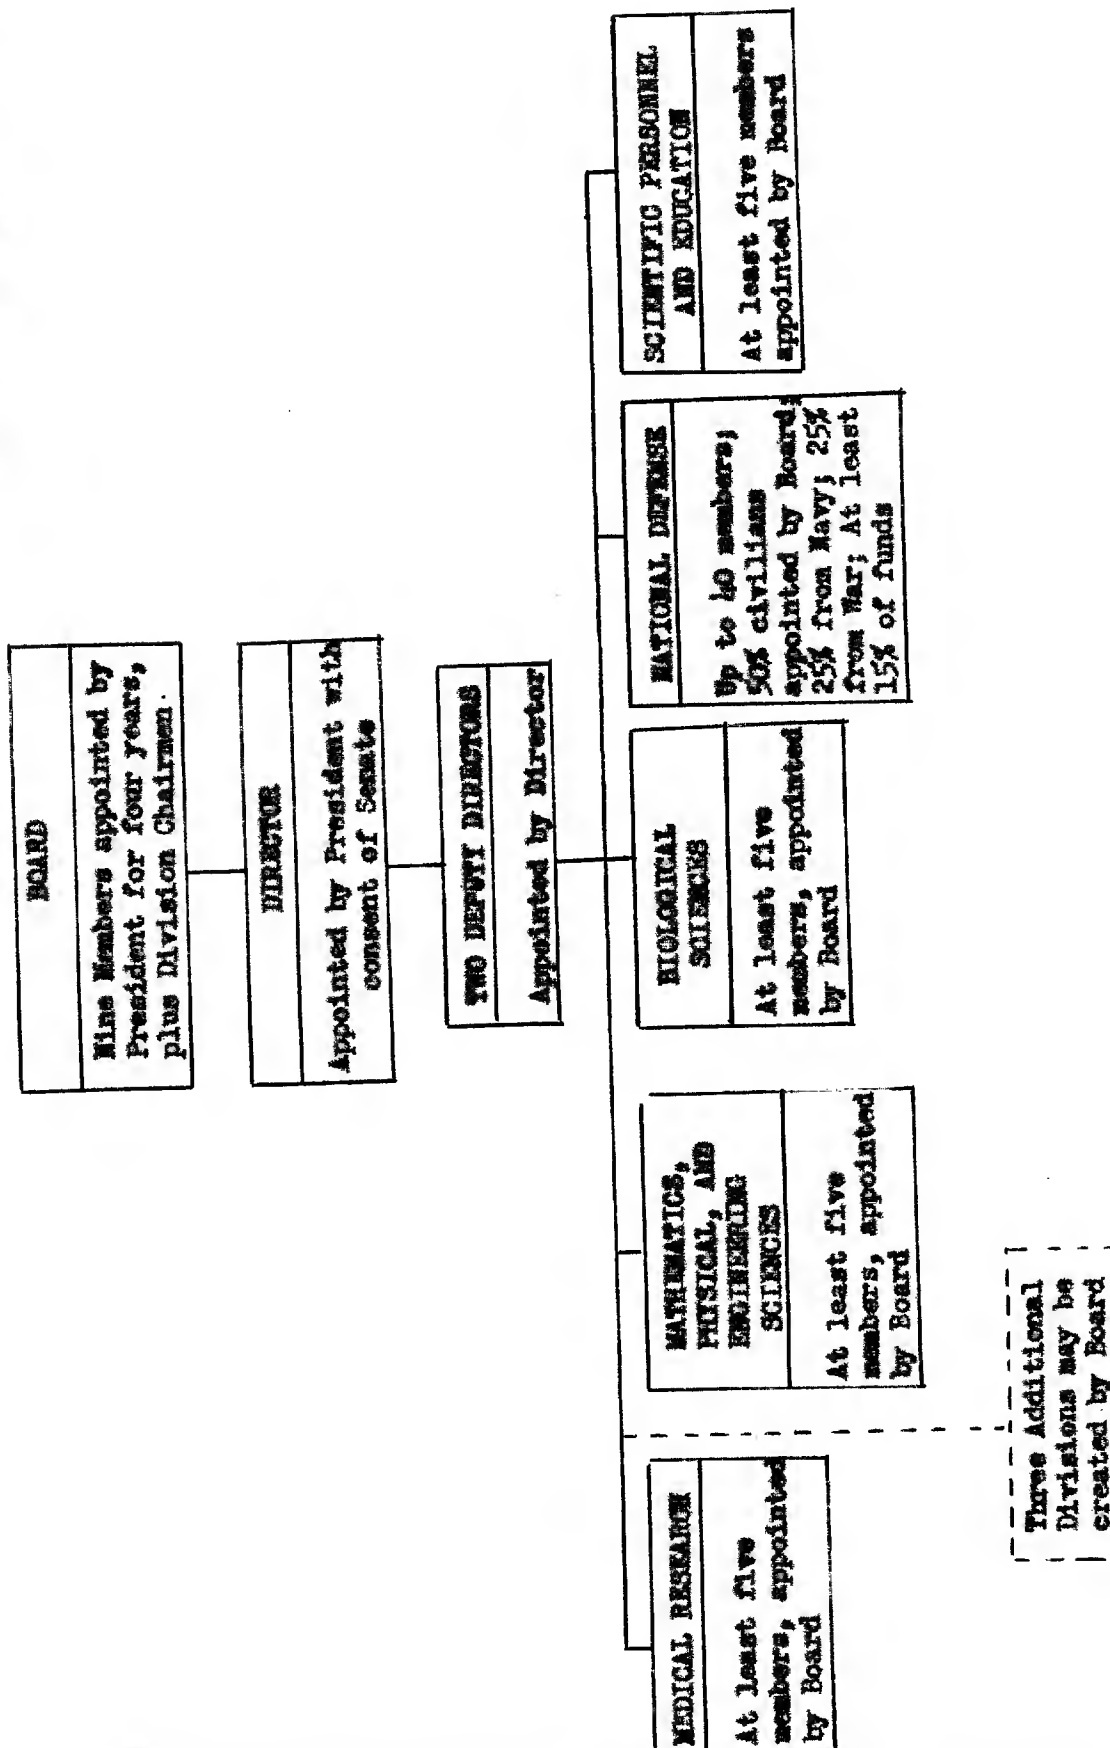 BOARD
Nine Members appointed by
President for four years,
plus Division Chairmen.
DIRECTOR
Appointed by President with
consent of Senate
TWO DEPUTY DIRECTORS
Appointed by Director
MEDICAL RESEARCH
At least five
members, appointed
by Board
MATHEMATICS,
PHYSICAL, AND
ENGINEERING
SCIENCES
At least five
members, appointed
by Board
BIOLOGICAL
SCIENCES
At least five
members, appointed
by Board
NATIONAL DEFENSE
Up to 40 members;
50% civilians
appointed by Board;
25% from Navy; 25%
from War; At least
15% of funds
SCIENTIFIC PERSONNEL
AND EDUCATION
At least five members
appointed by Board
Three Additional
Divisions may be
created by Board